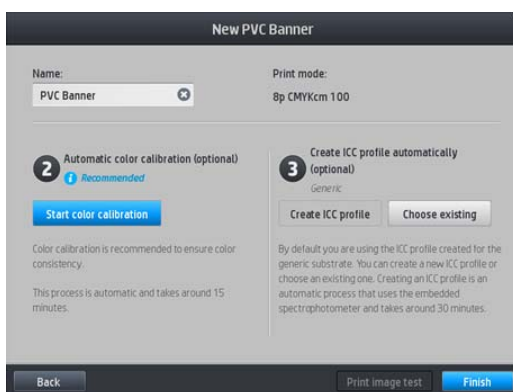 New PVC Banner
Name:
PVC Banner
Print mode:
8p CMYKcm 100
2
Automatic color calibration (optional)
i Recommended
Start color calibration
Color calibration is recommended to ensure color
consistency.
This process is automatic and takes around 15
minutes.
3
Create ICC profile automatically
(optional)
Generic
Create ICC profile
Choose existing
By default you are using the ICC profile created for the
generic substrate. You can create a new ICC profile or
choose an existing one. Creating an ICC profile is an
automatic process that uses the embedded
spectrophotometer and takes around 30 minutes.
Back
Print image test
Finish